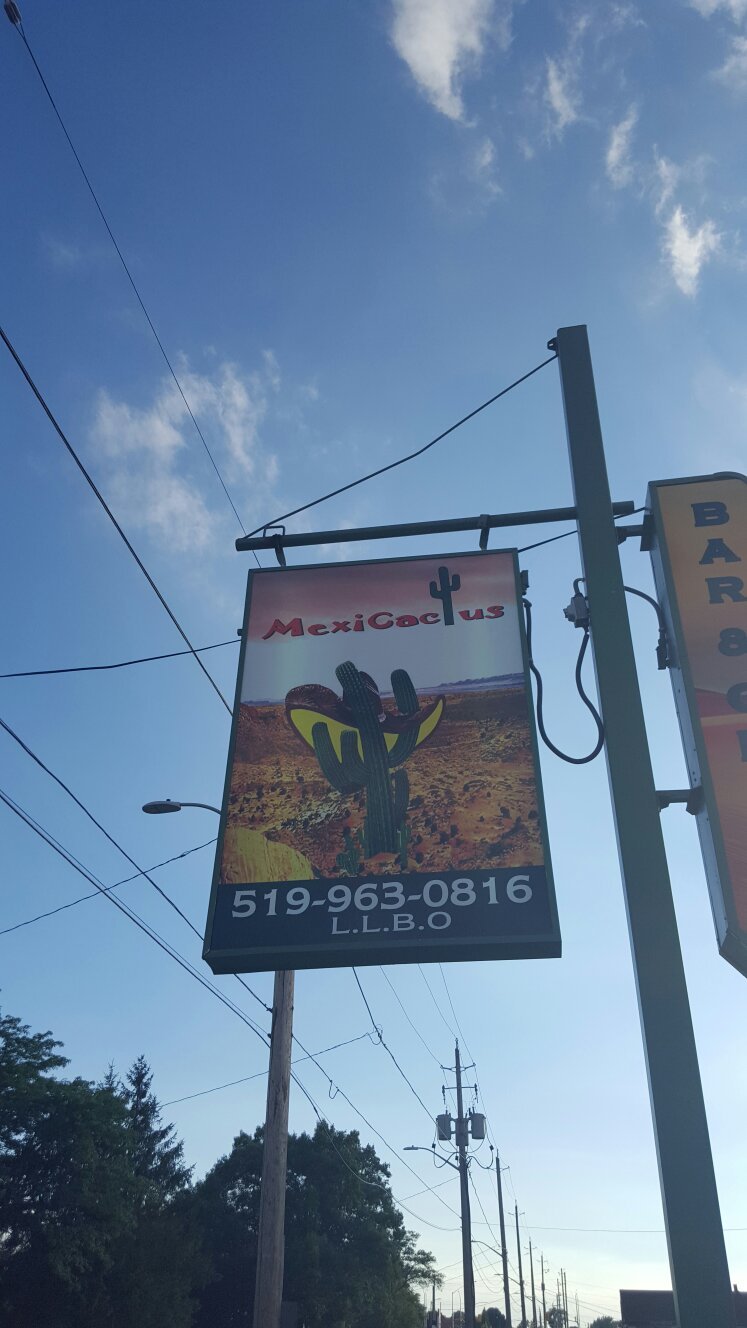 MexiCactus
519-963-0816
L.L.B.O
BAR
&